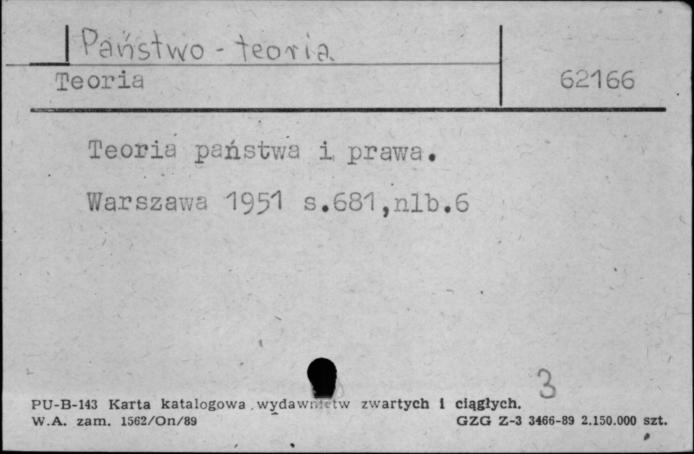 Państwo - teoria
Teoria 62166
Teoria państwa i prawa.
Warszawa 1951 s.681,nlb.6
3
PU-B-143 Karta katalogowa wydawnictw zwartych i ciągłych.
W.A. zam. 1562/On/89 GZG Z-3 3466-89 2.150.000 szt.